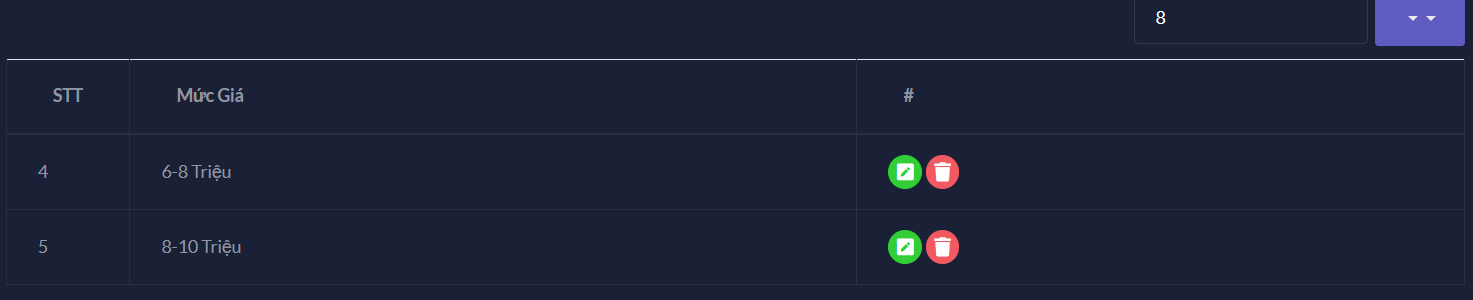 8
STT Mức Giá #
4 6-8 Triệu
5 8-10 Triệu